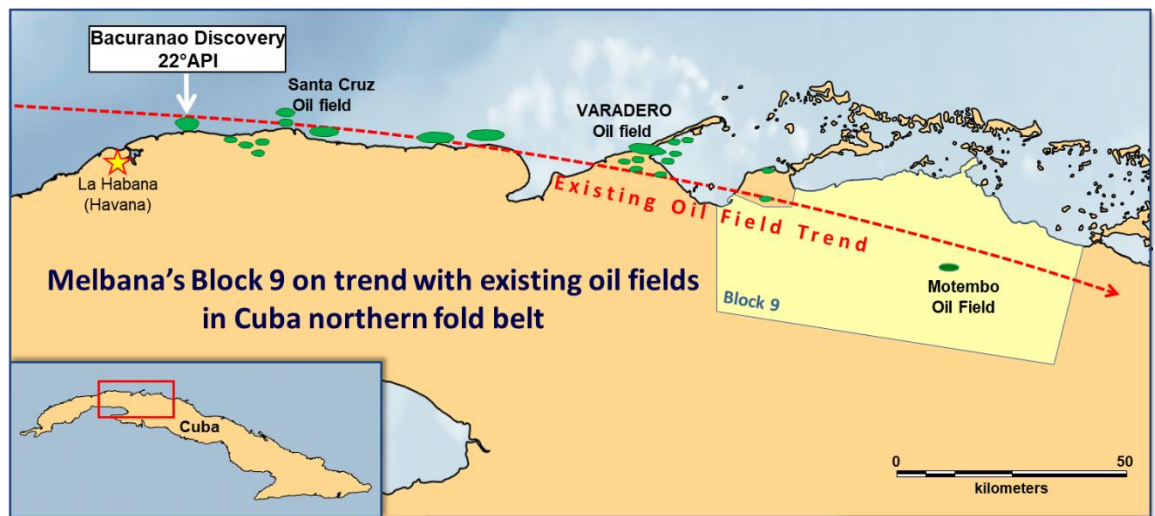 Bacuranao Discovery
22°API
Santa Cruz
Oil field
VARADERO
Oil field
La Habana
(Havana)
Existing Oil Field Trend
Melbana's Block 9 on trend with existing oil fields
in Cuba northern fold belt
Block 9
Motembo
Oil Field
Cuba
0 50
kilometers